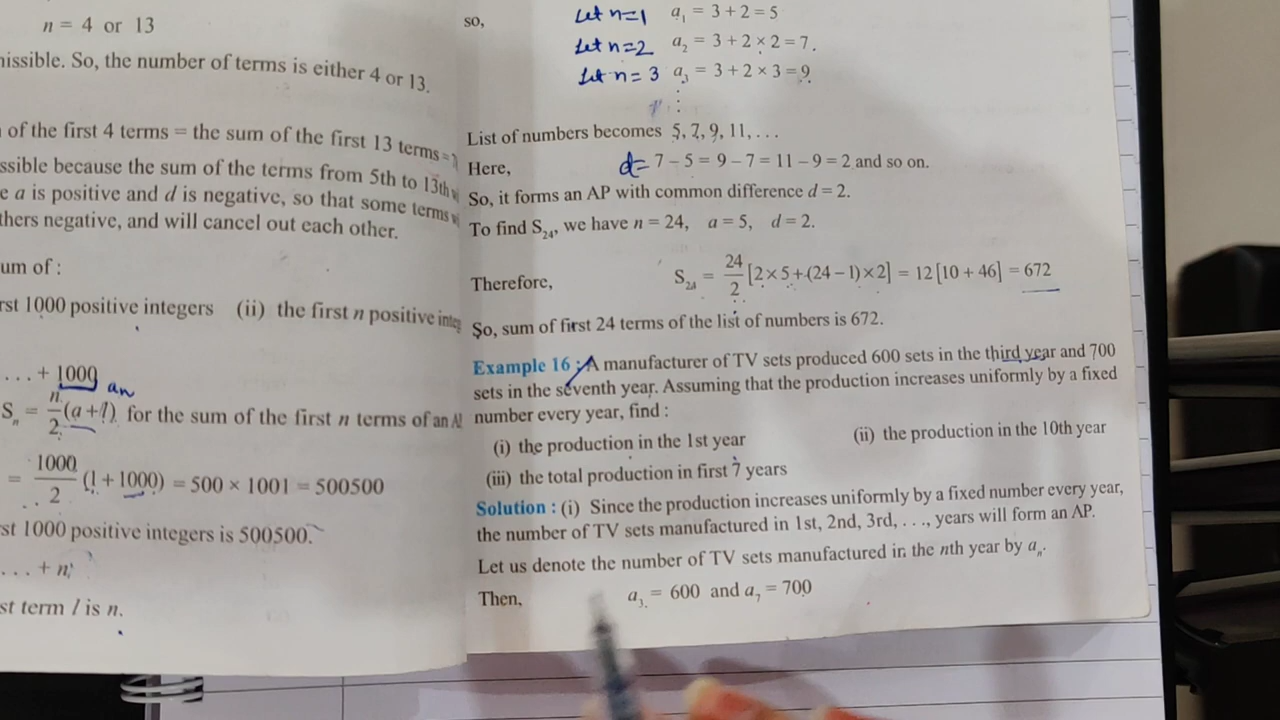 n = 4 or 13
missible. So, the number of terms is either 4 or 13.
of the first 4 terms = the sum of the first 13 terms =
ssible because the sum of the terms from 5th to 13th
e a is positive and d is negative, so that some terms
thers negative, and will cancel out each other.
um of :
rst 1000 positive integers (ii) the first n positive integ
. . . + 1000
an
Sₙ = n/2 (a + l) for the sum of the first n terms of an A
= 1000/2 (1 + 1000) = 500 × 1001 = 500500
st 1000 positive integers is 500500.
. . . + n
st term l is n.
so, Let n=1 a₁ = 3 + 2 = 5
Let n=2 a₂ = 3 + 2 × 2 = 7
Let n=3 a₃ = 3 + 2 × 3 = 9
⋮
List of numbers becomes 5, 7, 9, 11, . . .
Here, d= 7 – 5 = 9 – 7 = 11 – 9 = 2 and so on.
So, it forms an AP with common difference d = 2.
To find S₂₄, we have n = 24, a = 5, d = 2.
Therefore, S₂₄ = 24/2 [2 × 5 + (24 – 1) × 2] = 12 [10 + 46] = 672
So, sum of first 24 terms of the list of numbers is 672.
Example 16 : A manufacturer of TV sets produced 600 sets in the third year and 700
sets in the seventh year. Assuming that the production increases uniformly by a fixed
number every year, find :
(i) the production in the 1st year (ii) the production in the 10th year
(iii) the total production in first 7 years
Solution : (i) Since the production increases uniformly by a fixed number every year,
the number of TV sets manufactured in 1st, 2nd, 3rd, . . ., years will form an AP.
Let us denote the number of TV sets manufactured in the nth year by aₙ.
Then, a₃ = 600 and a₇ = 700